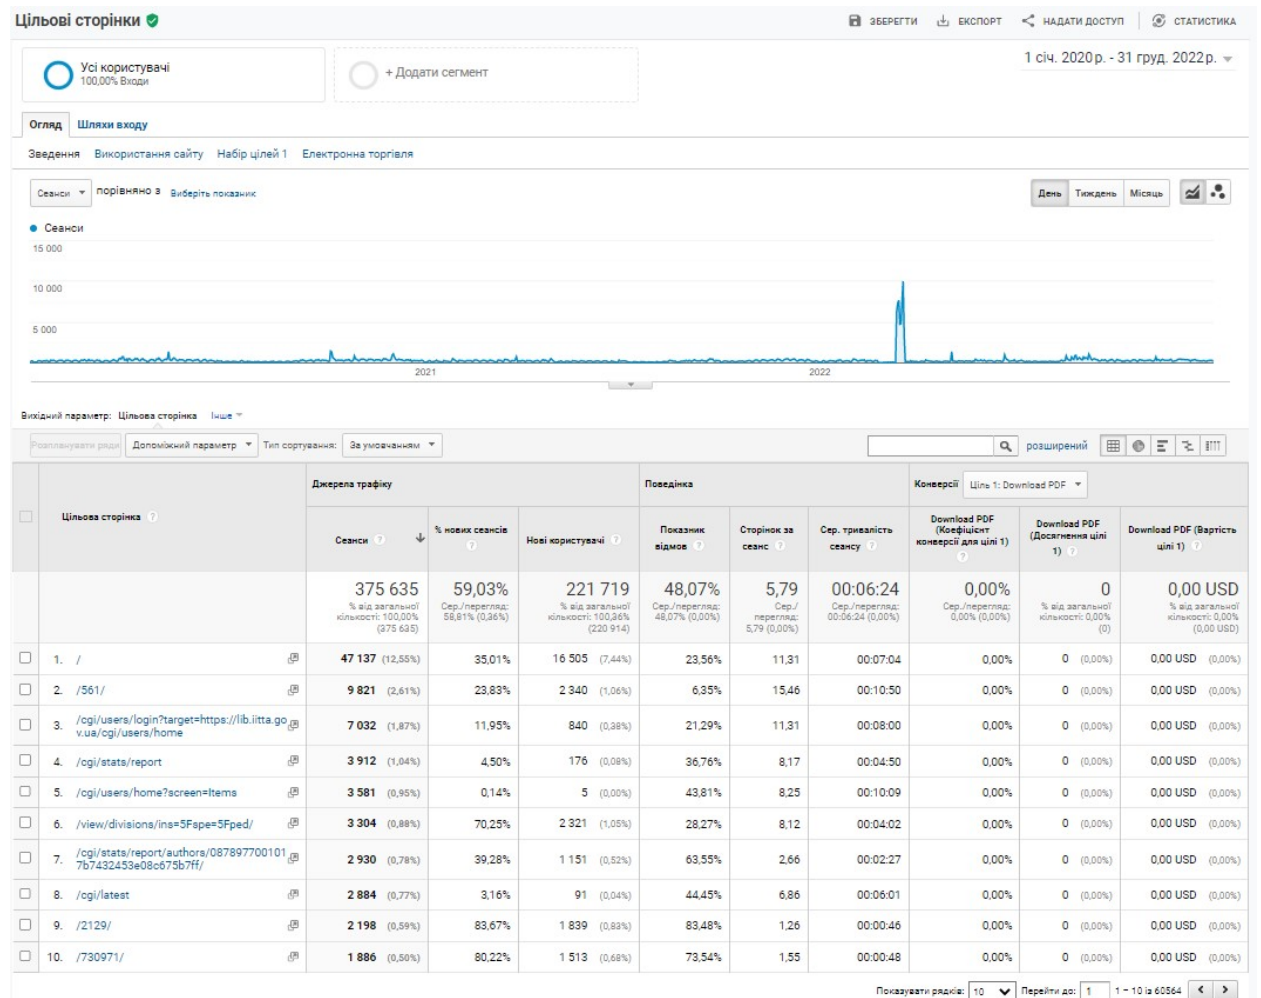 Цільові сторінки
ЗБЕРЕГТИ ЕКСПОРТ НАДАТИ ДОСТУП СТАТИСТИКА
Усі користувачі
100,00% Входи
+ Додати сегмент
1 січ. 2020 р. - 31 груд. 2022 р.
Огляд Шляхи входу
Зведення Використання сайту Набір цілей 1 Електронна торгівля
Сеанси порівняно з Виберіть показник
День Тиждень Місяць
Сеанси
15 000
10 000
5 000
2021 2022
Вихідний параметр: Цільова сторінка Інше
Розпланувати ряди Допоміжний параметр Тип сортування: За умовчанням розширений
Джерела трафіку Поведінка Конверсії Ціль 1: Download PDF
Цільова сторінка
Сеанси
% нових сеансів
Нові користувачі
Показник відмов
Сторінок за сеанс
Сер. тривалість сеансу
Download PDF (Коефіцієнт конверсії для цілі 1)
Download PDF (Досягнення цілі 1)
Download PDF (Вартість цілі 1)
375 635 59,03% 221 719 48,07% 5,79 00:06:24 0,00% 0 0,00 USD
% від загальної кількості: 100,00% (375 635)
Сер./перегляд: 58,81% (0,36%)
% від загальної кількості: 100,36% (220 914)
Сер./перегляд: 48,07% (0,00%)
Сер./перегляд: 5,79 (0,00%)
Сер./перегляд: 00:06:24 (0,00%)
Сер./перегляд: 0,00% (0,00%)
% від загальної кількості: 0,00% (0)
% від загальної кількості: 0,00% (0,00 USD)
1. / 47 137 (12,55%) 35,01% 16 505 (7,44%) 23,56% 11,31 00:07:04 0,00% 0 (0,00%) 0,00 USD (0,00%)
2. /561/ 9 821 (2,61%) 23,83% 2 340 (1,06%) 6,35% 15,46 00:10:50 0,00% 0 (0,00%) 0,00 USD (0,00%)
3. /cgi/users/login?target=https://lib.iitta.go
v.ua/cgi/users/home 7 032 (1,87%) 11,95% 840 (0,38%) 21,29% 11,31 00:08:00 0,00% 0 (0,00%) 0,00 USD (0,00%)
4. /cgi/stats/report 3 912 (1,04%) 4,50% 176 (0,08%) 36,76% 8,17 00:04:50 0,00% 0 (0,00%) 0,00 USD (0,00%)
5. /cgi/users/home?screen=Items 3 581 (0,95%) 0,14% 5 (0,00%) 43,81% 8,25 00:10:09 0,00% 0 (0,00%) 0,00 USD (0,00%)
6. /view/divisions/ins=5Fspe=5Fped/ 3 304 (0,88%) 70,25% 2 321 (1,05%) 28,27% 8,12 00:04:02 0,00% 0 (0,00%) 0,00 USD (0,00%)
7. /cgi/stats/report/authors/087897700101
7b7432453e08c675b7ff/ 2 930 (0,78%) 39,28% 1 151 (0,52%) 63,55% 2,66 00:02:27 0,00% 0 (0,00%) 0,00 USD (0,00%)
8. /cgi/latest 2 884 (0,77%) 3,16% 91 (0,04%) 44,45% 6,86 00:06:01 0,00% 0 (0,00%) 0,00 USD (0,00%)
9. /2129/ 2 198 (0,59%) 83,67% 1 839 (0,83%) 83,48% 1,26 00:00:46 0,00% 0 (0,00%) 0,00 USD (0,00%)
10. /730971/ 1 886 (0,50%) 80,22% 1 513 (0,68%) 73,54% 1,55 00:00:48 0,00% 0 (0,00%) 0,00 USD (0,00%)
Показувати рядків: 10 Перейти до: 1 1 – 10 із 60564